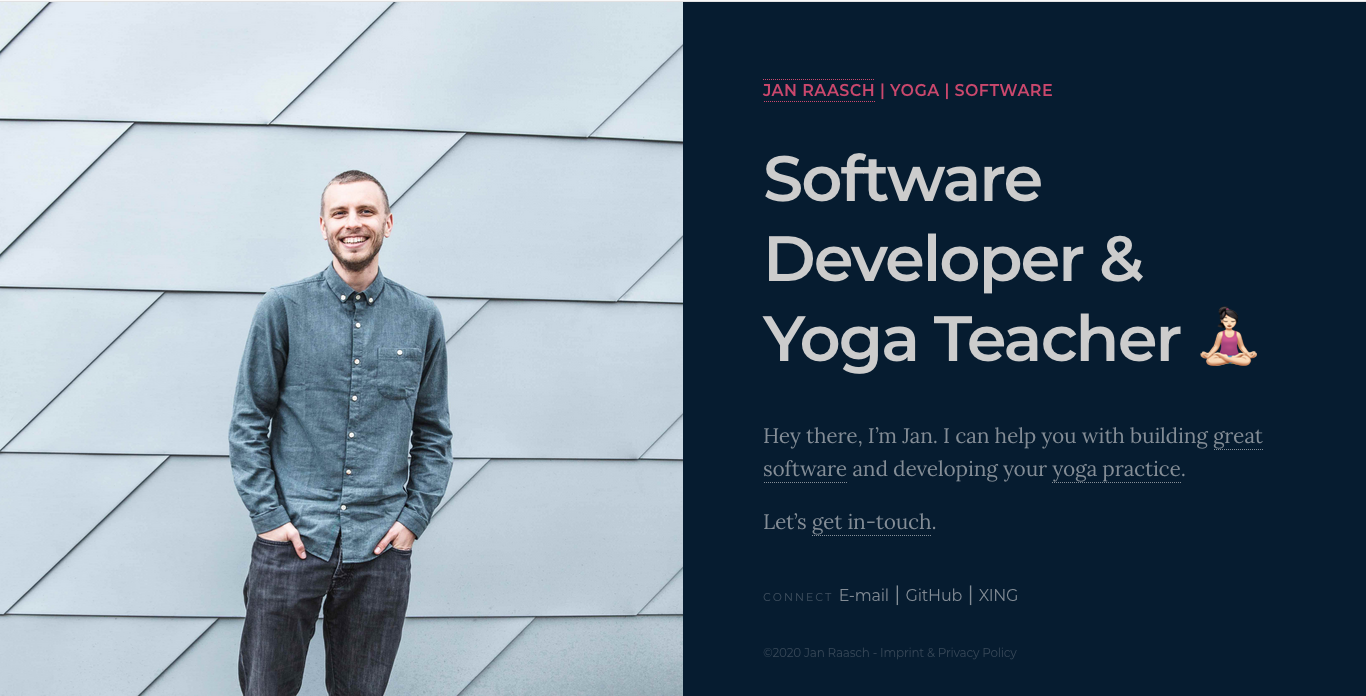 JAN RAASCH | YOGA | SOFTWARE
Software
Developer &
Yoga Teacher 🧘🏻‍♀️
Hey there, I’m Jan. I can help you with building great
software and developing your yoga practice.
Let’s get in-touch.
CONNECT E-mail | GitHub | XING
©2020 Jan Raasch - Imprint & Privacy Policy